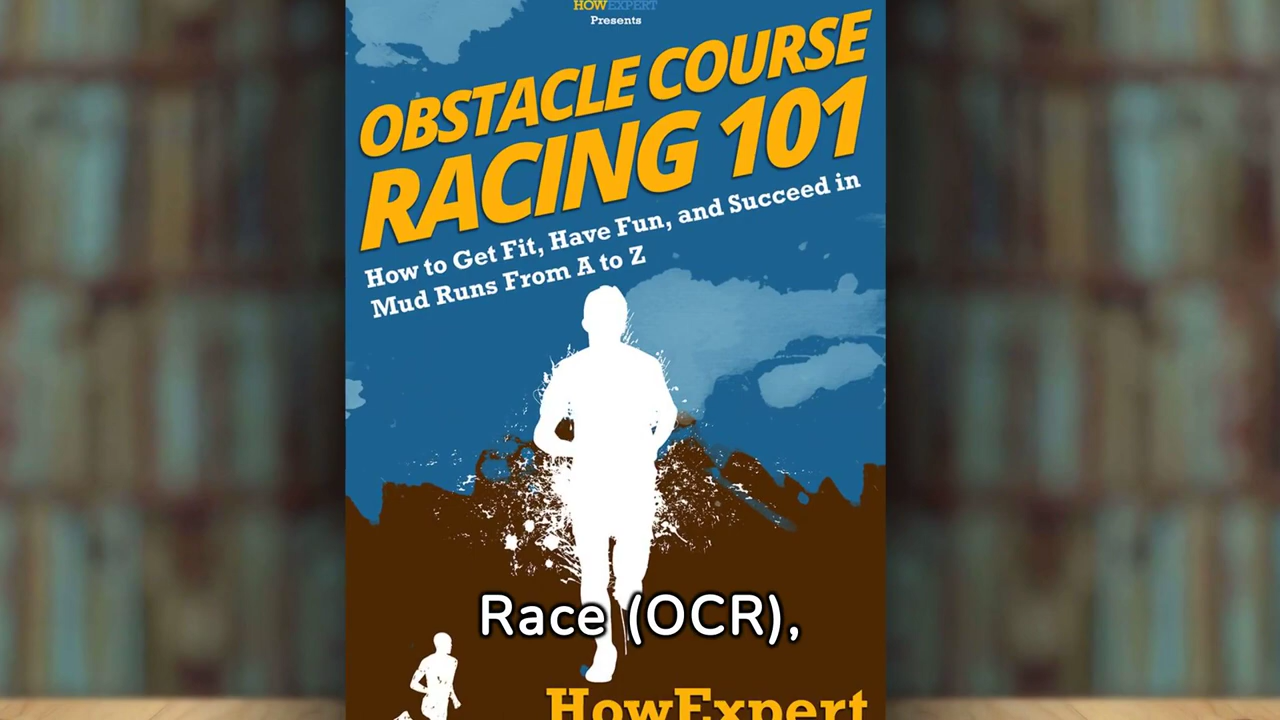 HOWEXPERT
Presents
OBSTACLE COURSE
RACING 101
How to Get Fit, Have Fun, and Succeed in
Mud Runs From A to Z
Race (OCR),
HowExpert